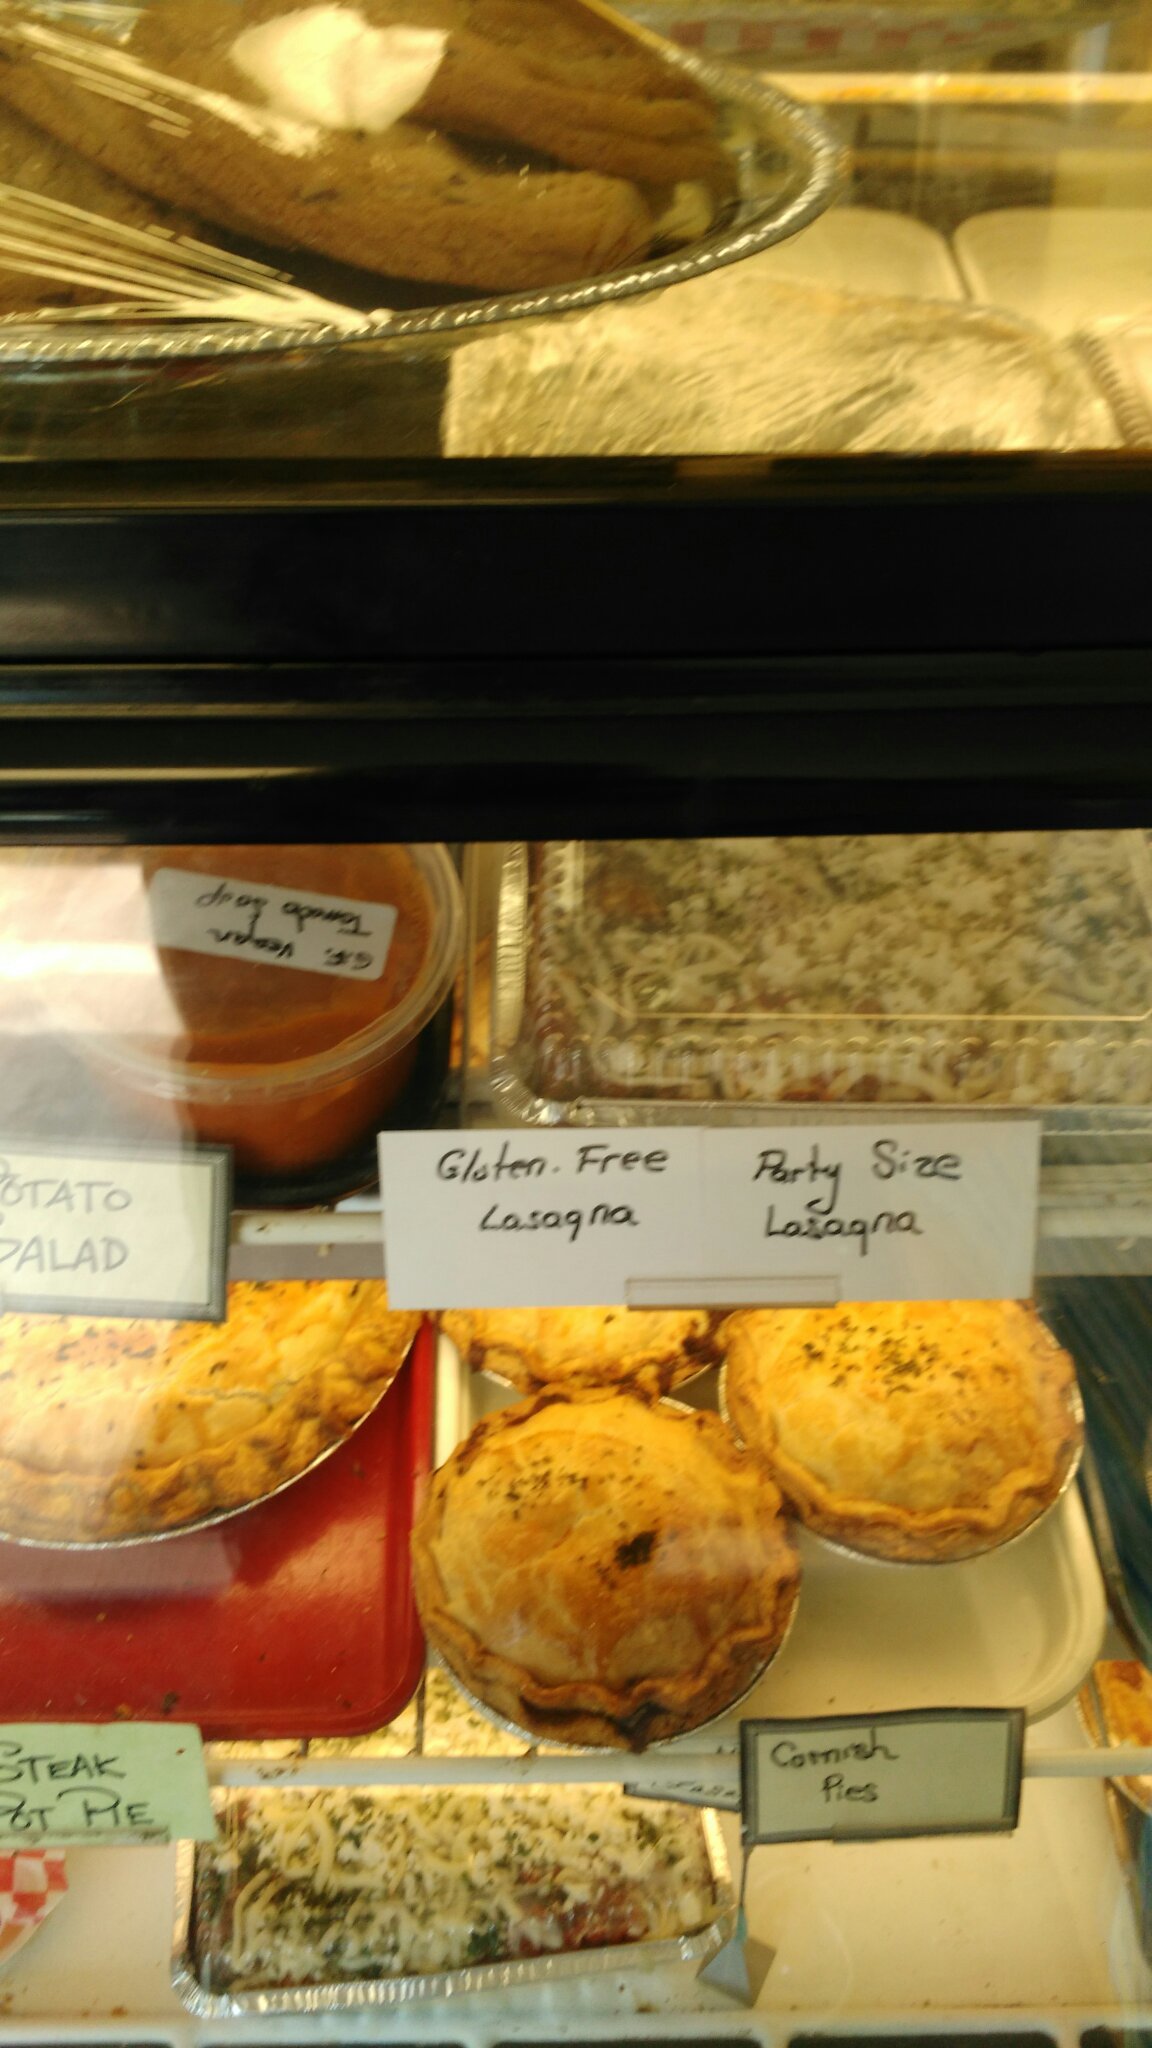 G.F. Vegan
Tomato Soup
POTATO
SALAD
Gluten-Free
Lasagna
Party Size
Lasagna
STEAK
POT PIE
Cornish
Pies